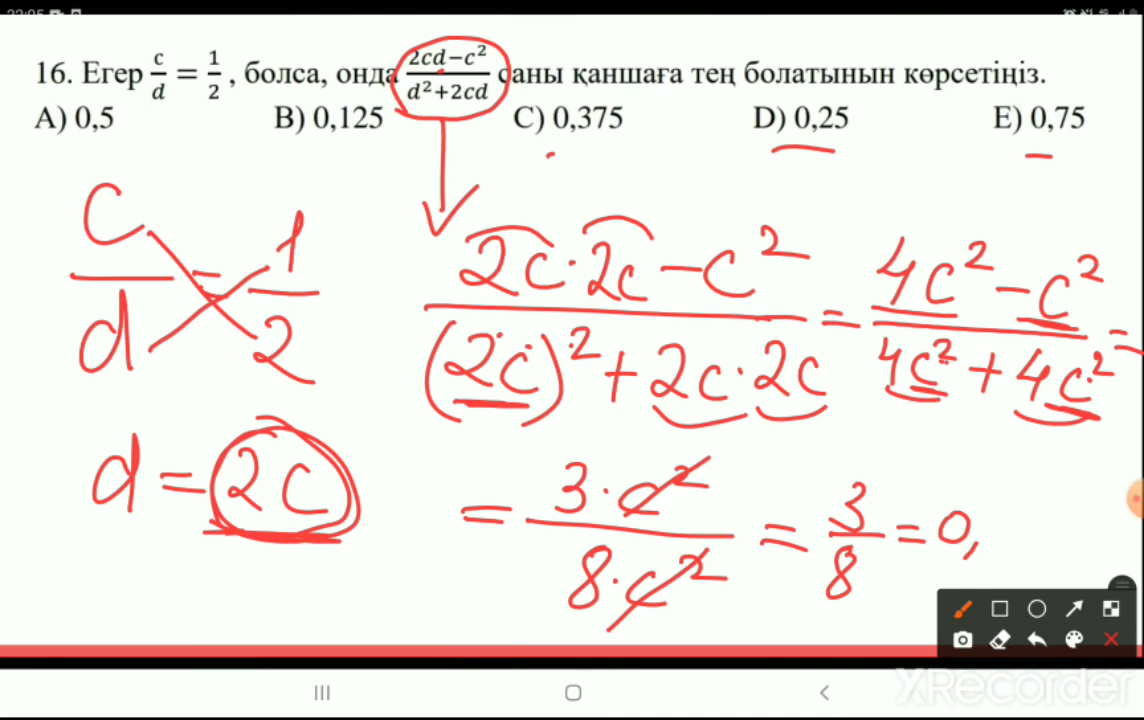 16. Егер c/d = 1/2 , болса, онда (2cd−c²)/(d²+2cd) саны қаншаға тең болатынын көрсетіңіз.
A) 0,5 B) 0,125 C) 0,375 D) 0,25 E) 0,75
c/d = 1/2
(2c·2c−c²)/((2c)²+2c·2c) = (4c²−c²)/(4c²+4c²) =
d = 2c
= (3·c²)/(8·c²) = 3/8 = 0,
XRecorder